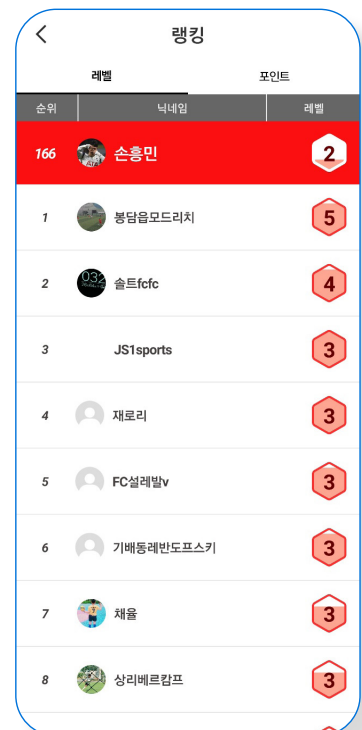 랭킹
레벨 포인트
순위 닉네임 레벨
166 손흥민 2
1 봉담읍모드리치 5
2 솔트fcfc 4
3 JS1sports 3
4 재로리 3
5 FC설레발v 3
6 기배동레반도프스키 3
7 채율 3
8 상리베르캄프 3